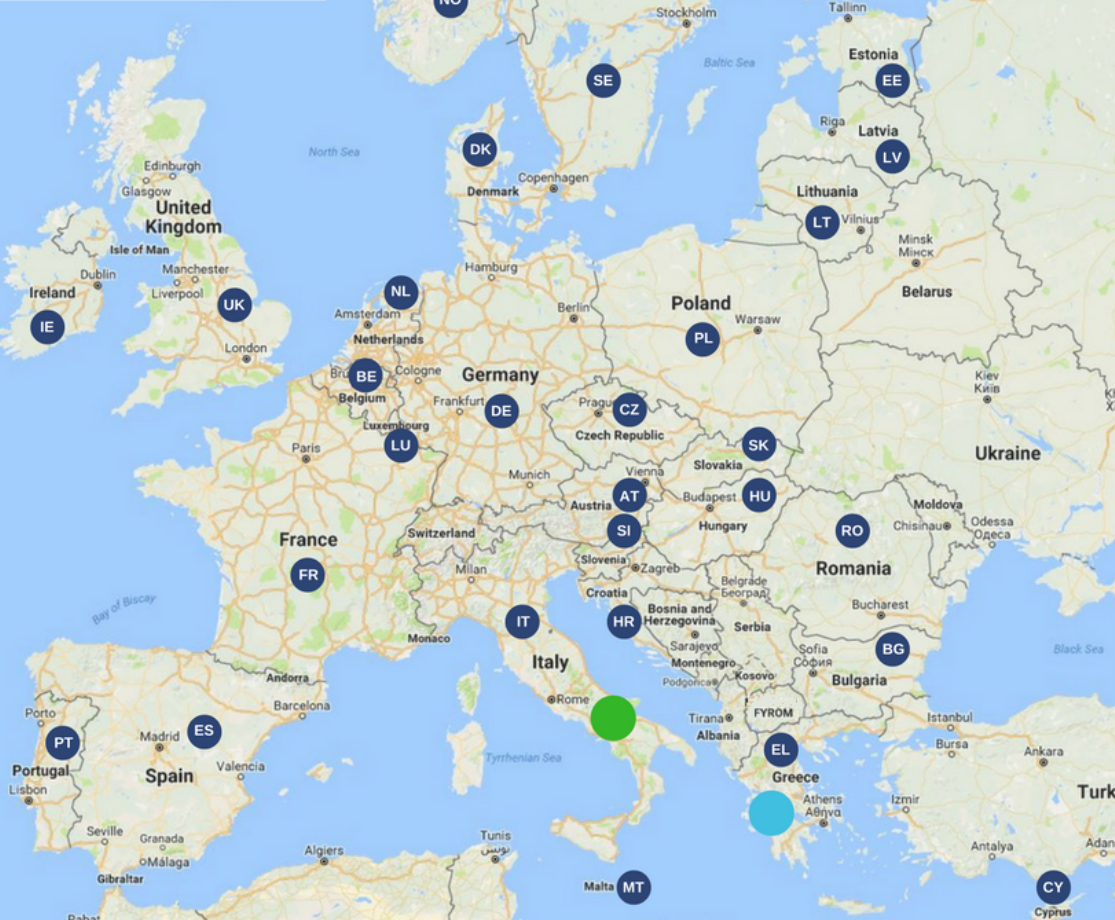 NO
Stockholm
Tallinn
Estonia
EE
Baltic Sea
SE
Riga
Latvia
LV
DK
North Sea
Denmark
Copenhagen
Edinburgh
Glasgow
United
Kingdom
Isle of Man
Lithuania
LT
Vilnius
Minsk
Мінск
Belarus
Dublin
Ireland
IE
Manchester
Liverpool
UK
London
Hamburg
NL
Amsterdam
Netherlands
Berlin
Poland
Warsaw
PL
BE
Belgium
Cologne
Germany
Frankfurt
DE
Kiev
Київ
CZ
Czech Republic
Luxembourg
LU
Paris
SK
Slovakia
Ukraine
Munich
Vienna
AT
Austria
Budapest
HU
Hungary
Moldova
Chisinau
Odessa
Одеса
Switzerland
SI
Slovenia
Zagreb
RO
Romania
France
FR
Milan
Croatia
Belgrade
Београд
Bay of Biscay
IT
HR
Bosnia and
Herzegovina
Sarajevo
Serbia
Bucharest
Monaco
Italy
Montenegro
Kosovo
Podgorica
Sofia
София
BG
Bulgaria
Black Sea
Andorra
Barcelona
Rome
Tirana
Albania
FYROM
Istanbul
Bursa
Ankara
Porto
PT
Portugal
Lisbon
Madrid
ES
Spain
Valencia
Tyrrhenian Sea
EL
Greece
Athens
Αθήνα
Izmir
Turk
Seville
Granada
Málaga
Gibraltar
Algiers
Tunis
تونس
Malta
MT
Antalya
Adan
CY
Cyprus